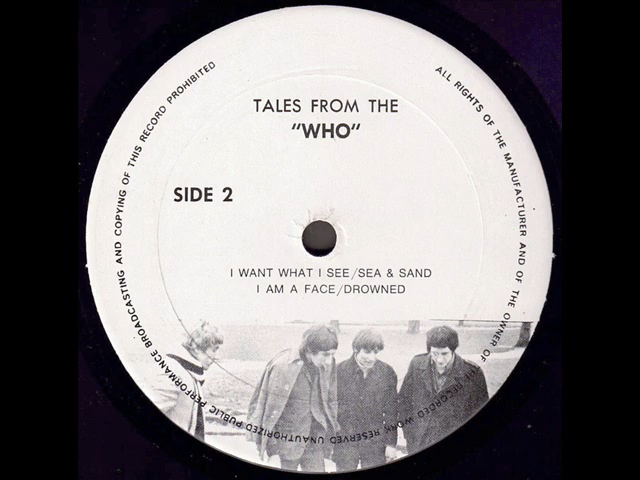 TALES FROM THE
"WHO"
SIDE 2
I WANT WHAT I SEE/SEA & SAND
I AM A FACE/DROWNED
ALL RIGHTS OF THE MANUFACTURER AND OF THE OWNER OF THE RECORDED WORK RESERVED UNAUTHORIZED PUBLIC PERFORMANCE BROADCASTING AND COPYING OF THIS RECORD PROHIBITED